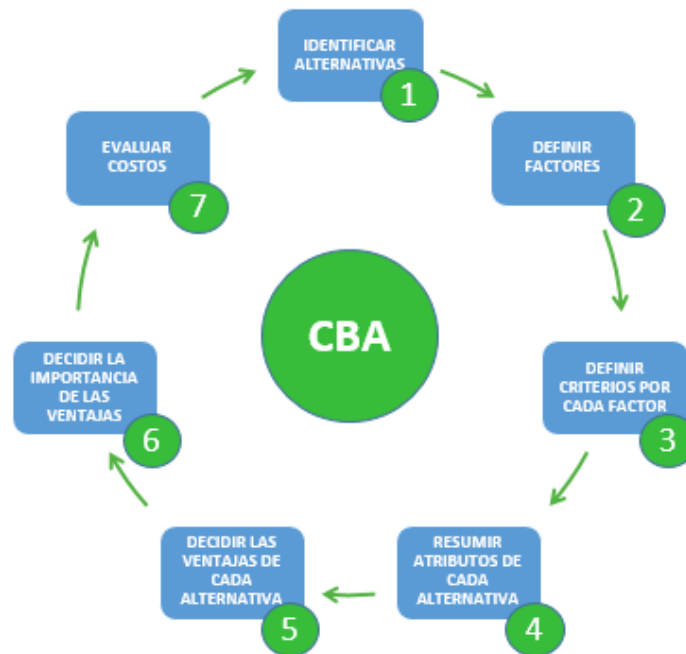 IDENTIFICAR
ALTERNATIVAS
1
DEFINIR
FACTORES
2
DEFINIR
CRITERIOS POR
CADA FACTOR
3
RESUMIR
ATRIBUTOS DE
CADA
ALTERNATIVA
4
DECIDIR LAS
VENTAJAS DE
CADA
ALTERNATIVA
5
DECIDIR LA
IMPORTANCIA
DE LAS
VENTAJAS
6
EVALUAR
COSTOS
7
CBA